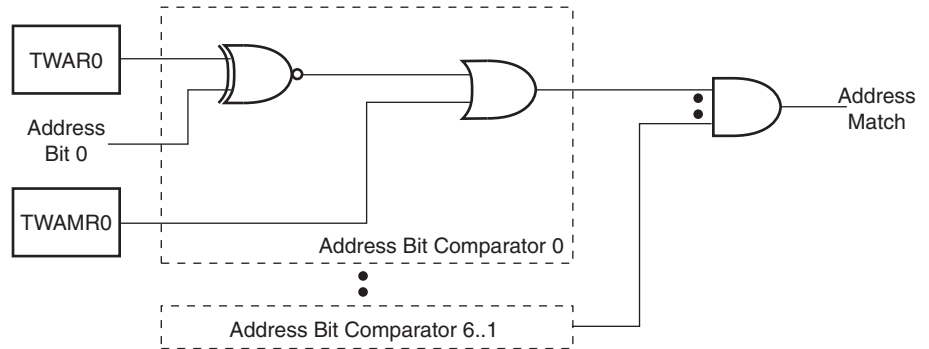 TWAR0
Address
Bit 0
TWAMR0
Address Bit Comparator 0
Address Bit Comparator 6..1
Address
Match